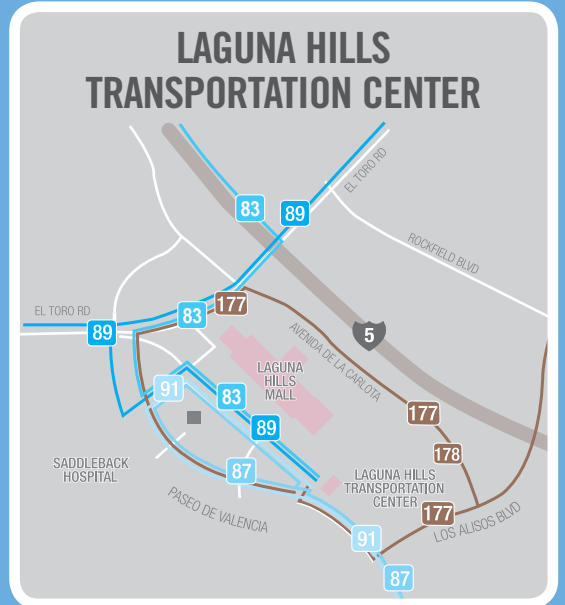 LAGUNA HILLS
TRANSPORTATION CENTER
EL TORO RD
83
89
ROCKFIELD BLVD
EL TORO RD
83
177
89
5
AVENIDA DE LA CARLOTA
LAGUNA
HILLS
MALL
91
83
89
177
178
SADDLEBACK
HOSPITAL
87
LAGUNA HILLS
TRANSPORTATION
CENTER
PASEO DE VALENCIA
177
LOS ALISOS BLVD
91
87